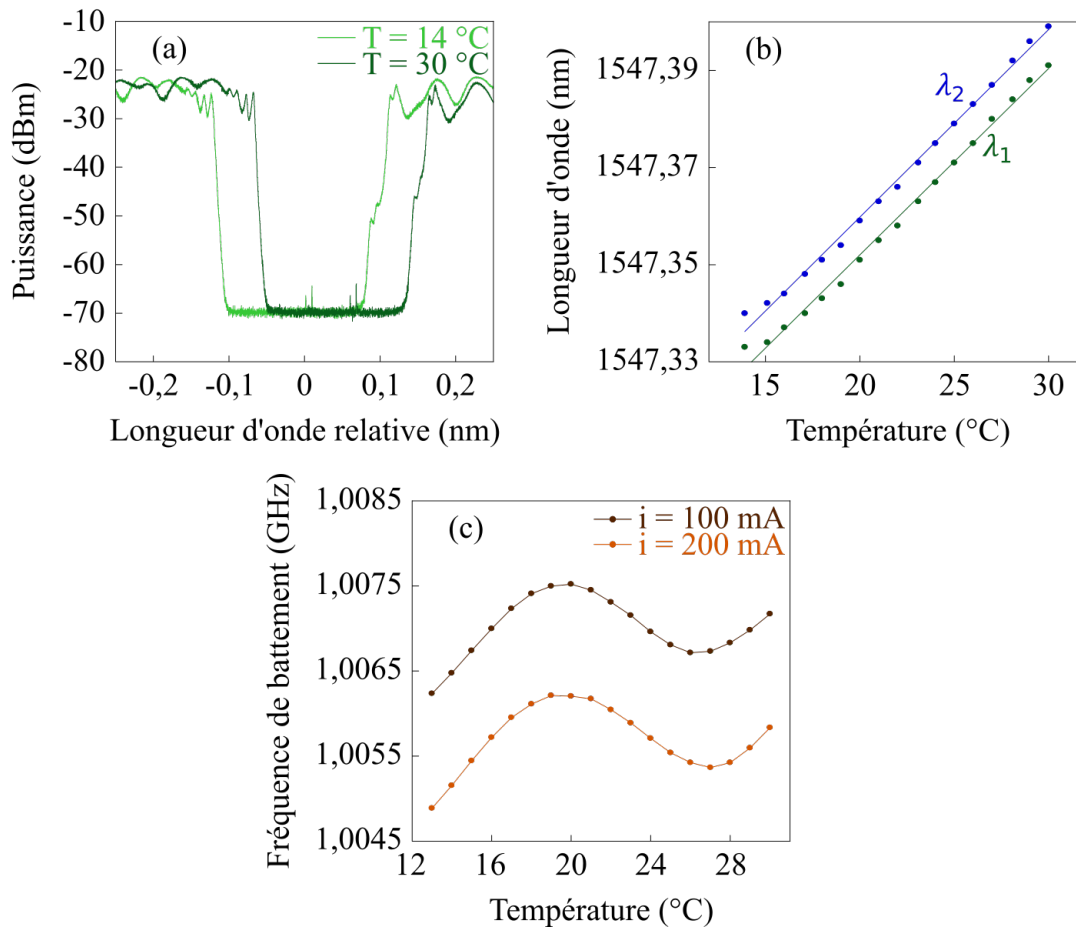 (a)
T = 14 °C
T = 30 °C
Puissance (dBm)
-10
-20
-30
-40
-50
-60
-70
-80
-0,2
-0,1
0
0,1
0,2
Longueur d'onde relative (nm)
(b)
Longueur d'onde (nm)
1547,39
1547,37
1547,35
1547,33
λ2
λ1
15
20
25
30
Température (°C)
(c)
i = 100 mA
i = 200 mA
Fréquence de battement (GHz)
1,0085
1,0075
1,0065
1,0055
1,0045
12
16
20
24
28
Température (°C)